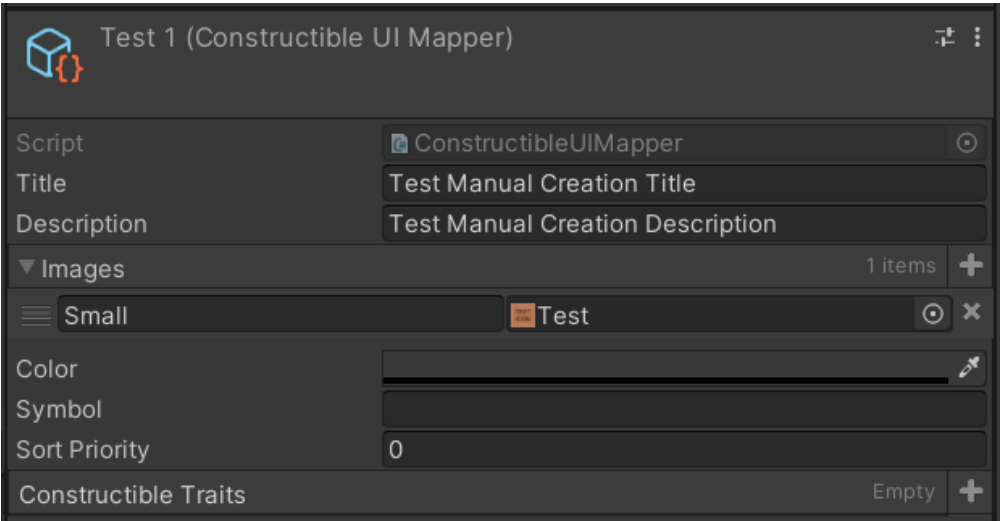 Test 1 (Constructible UI Mapper)
Script ConstructibleUIMapper
Title Test Manual Creation Title
Description Test Manual Creation Description
Images 1 items
Small Test
Color
Symbol
Sort Priority 0
Constructible Traits Empty